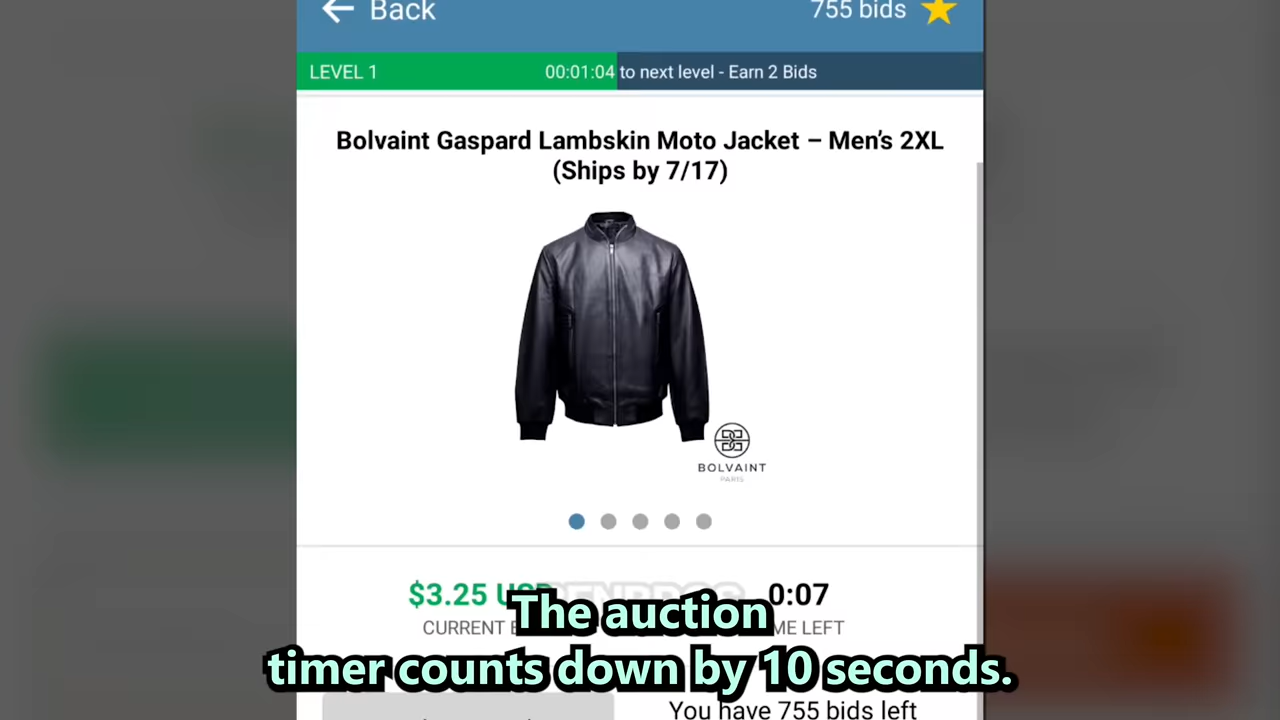 Back
755 bids
LEVEL 1
00:01:04 to next level - Earn 2 Bids
Bolvaint Gaspard Lambskin Moto Jacket – Men's 2XL
(Ships by 7/17)
BOLVAINT
PARIS
$3.25
0:07
CURRENT
LEFT
The auction
timer counts down by 10 seconds.
You have 755 bids left